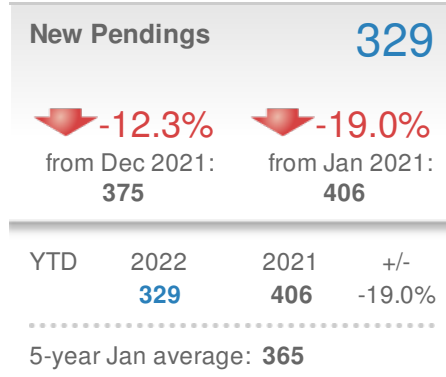 New Pendings 329
-12.3% -19.0%
from Dec 2021: from Jan 2021:
375 406
YTD 2022 2021 +/-
329 406 -19.0%
5-year Jan average: 365